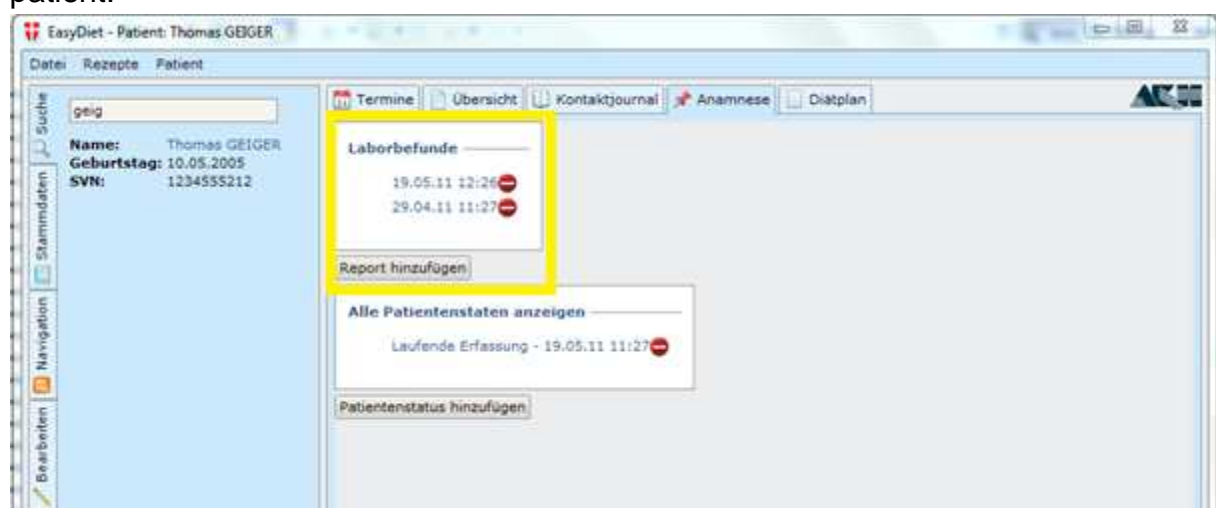 patient.
EasyDiet - Patient: Thomas GEIGER
Datei Rezepte Patient
Suche
Stammdaten
Navigation
Bearbeiten
geig
Name: Thomas GEIGER
Geburtstag: 10.05.2005
SVN: 1234555212
Termine Übersicht Kontaktjournal Anamnese Diätplan
Laborbefunde
19.05.11 12:26
29.04.11 11:27
Report hinzufügen
Alle Patientenstaten anzeigen
Laufende Erfassung - 19.05.11 11:27
Patientenstatus hinzufügen